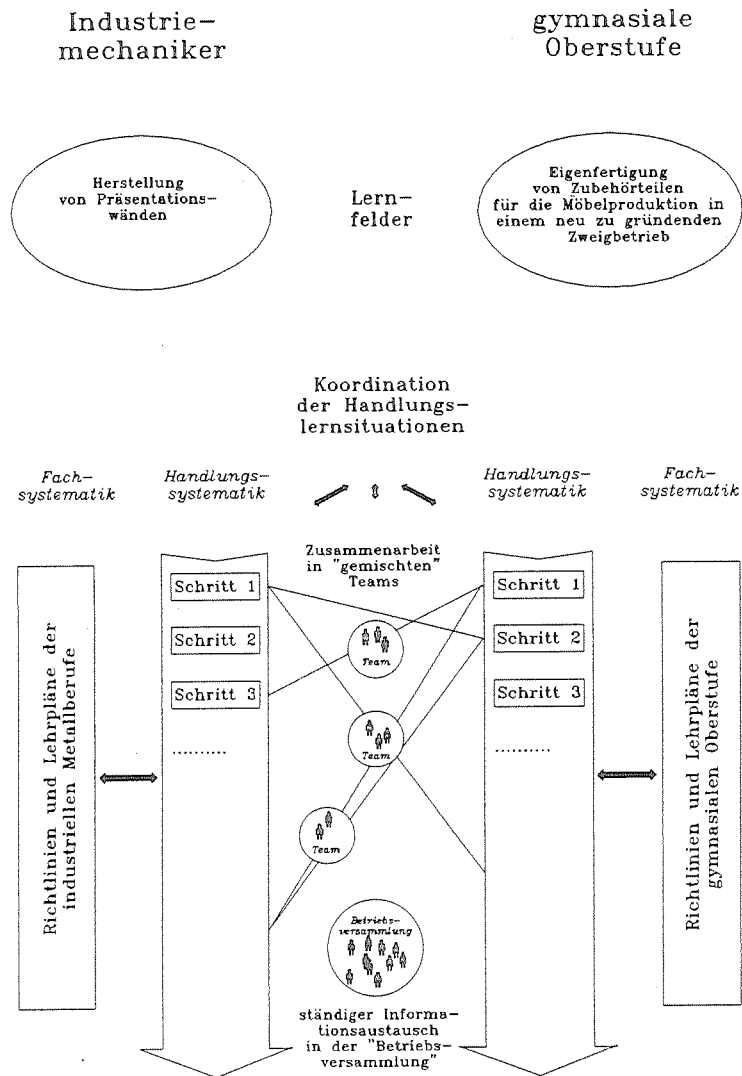 Industrie-
mechaniker
gymnasiale
Oberstufe
Herstellung
von Präsentations-
wänden
Lern-
felder
Eigenfertigung
von Zubehörteilen
für die Möbelproduktion in
einem neu zu gründenden
Zweigbetrieb
Koordination
der Handlungs-
lernsituationen
Fach-
systematik
Handlungs-
systematik
Handlungs-
systematik
Fach-
systematik
Zusammenarbeit
in "gemischten"
Teams
Richtlinien und Lehrpläne der
industriellen Metallberufe
Schritt 1
Schritt 2
Schritt 3
..........
Team
Team
Team
Betriebs-
versammlung
ständiger Informa-
tionsaustausch
in der "Betriebs-
versammlung"
Schritt 1
Schritt 2
Schritt 3
..........
Richtlinien und Lehrpläne der
gymnasialen Oberstufe